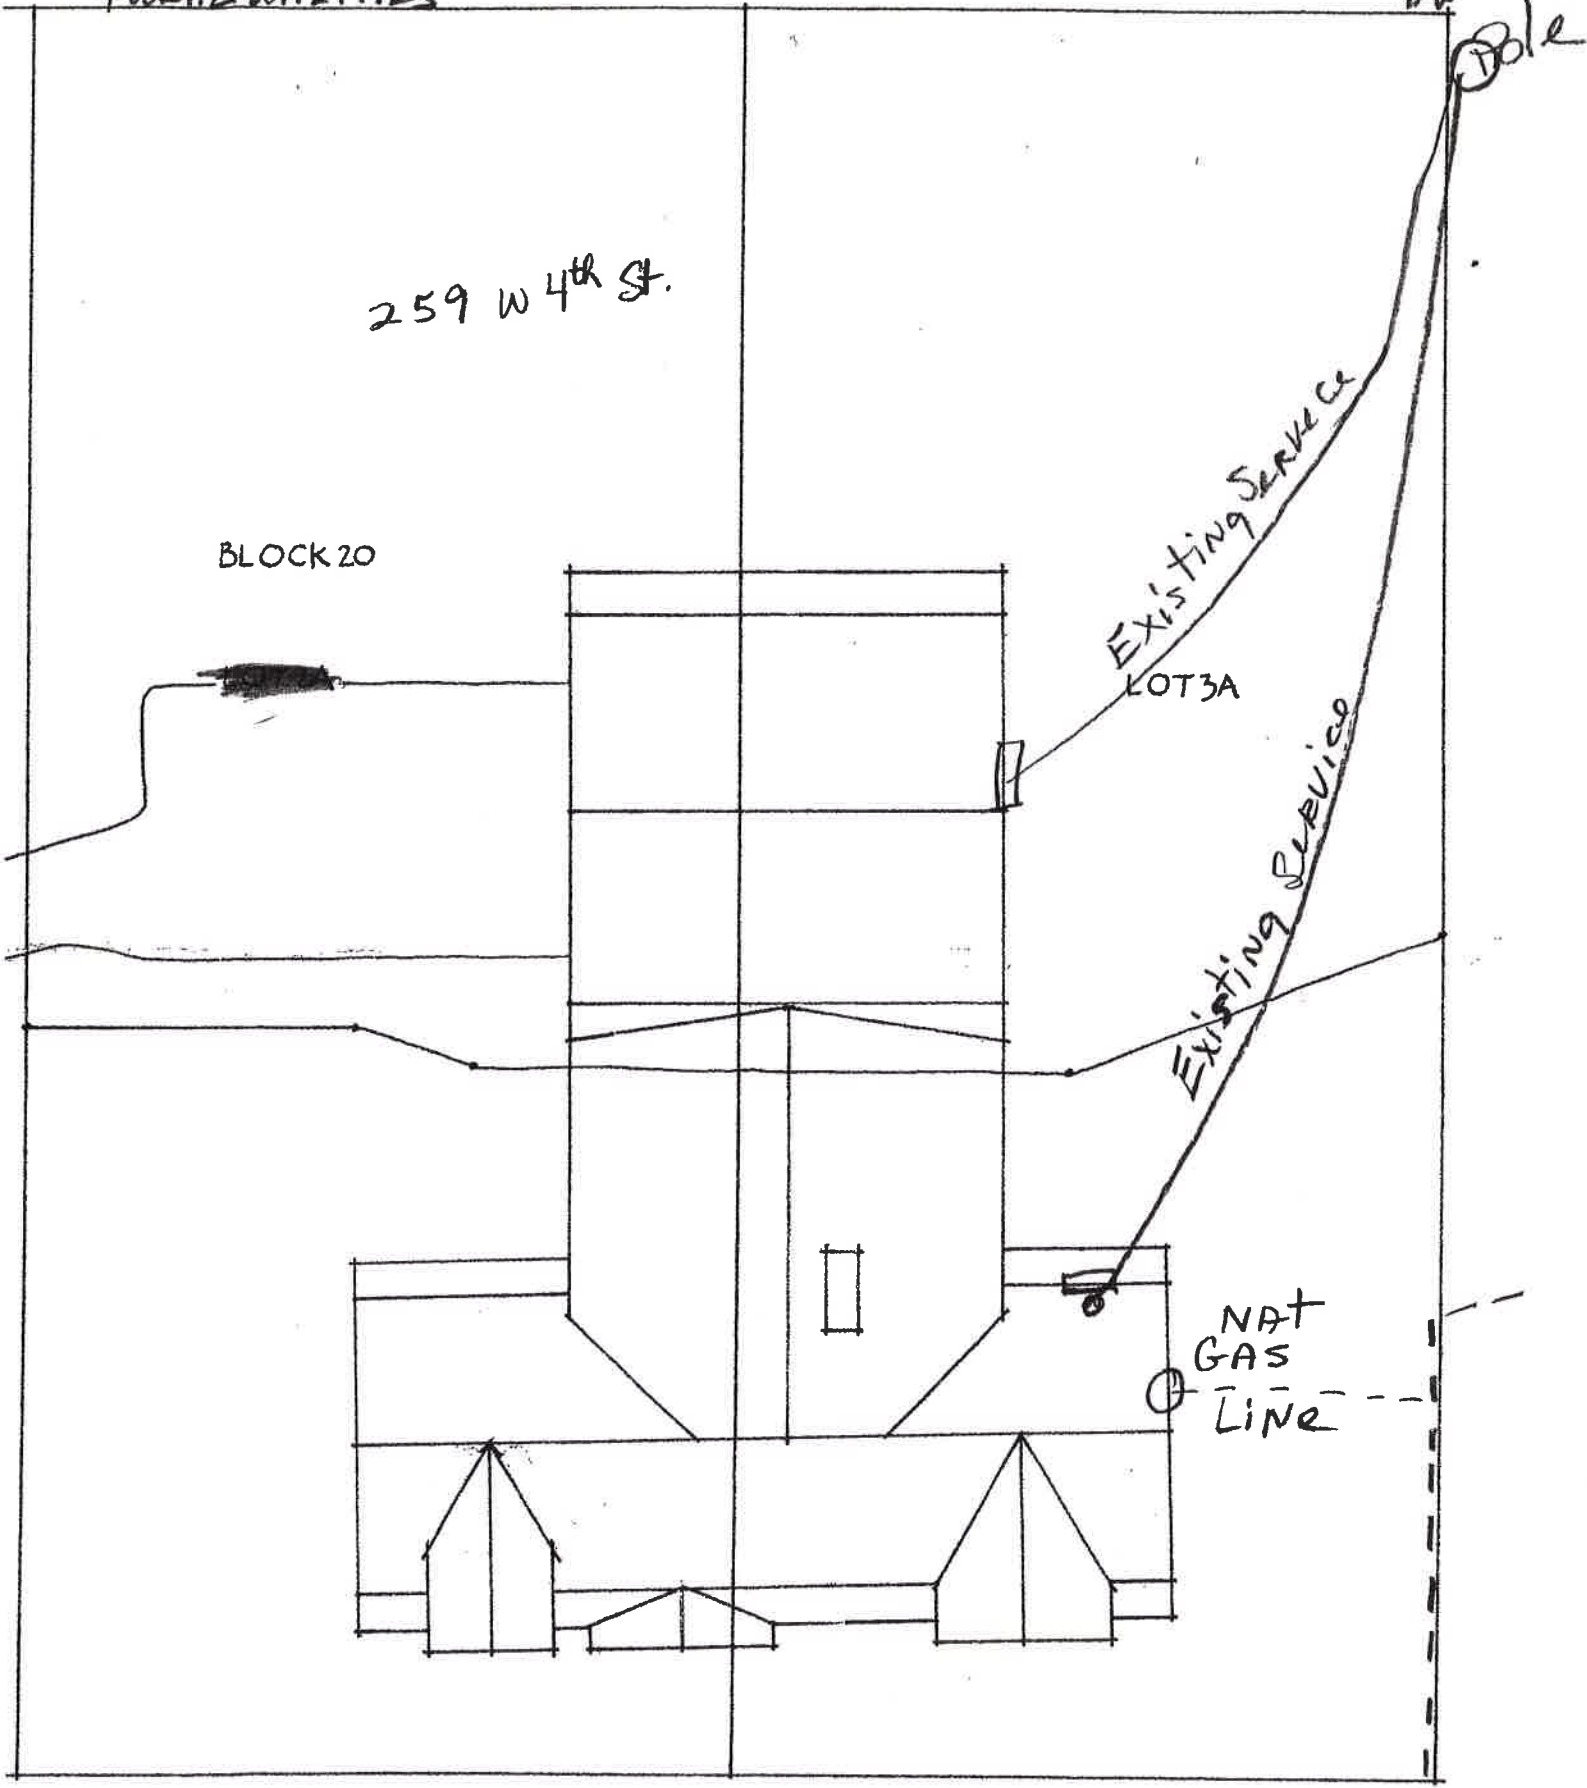 Pole
259 W 4th St.
Existing Service
BLOCK 20
LOT 3A
Existing Service
NAT
GAS
LINE